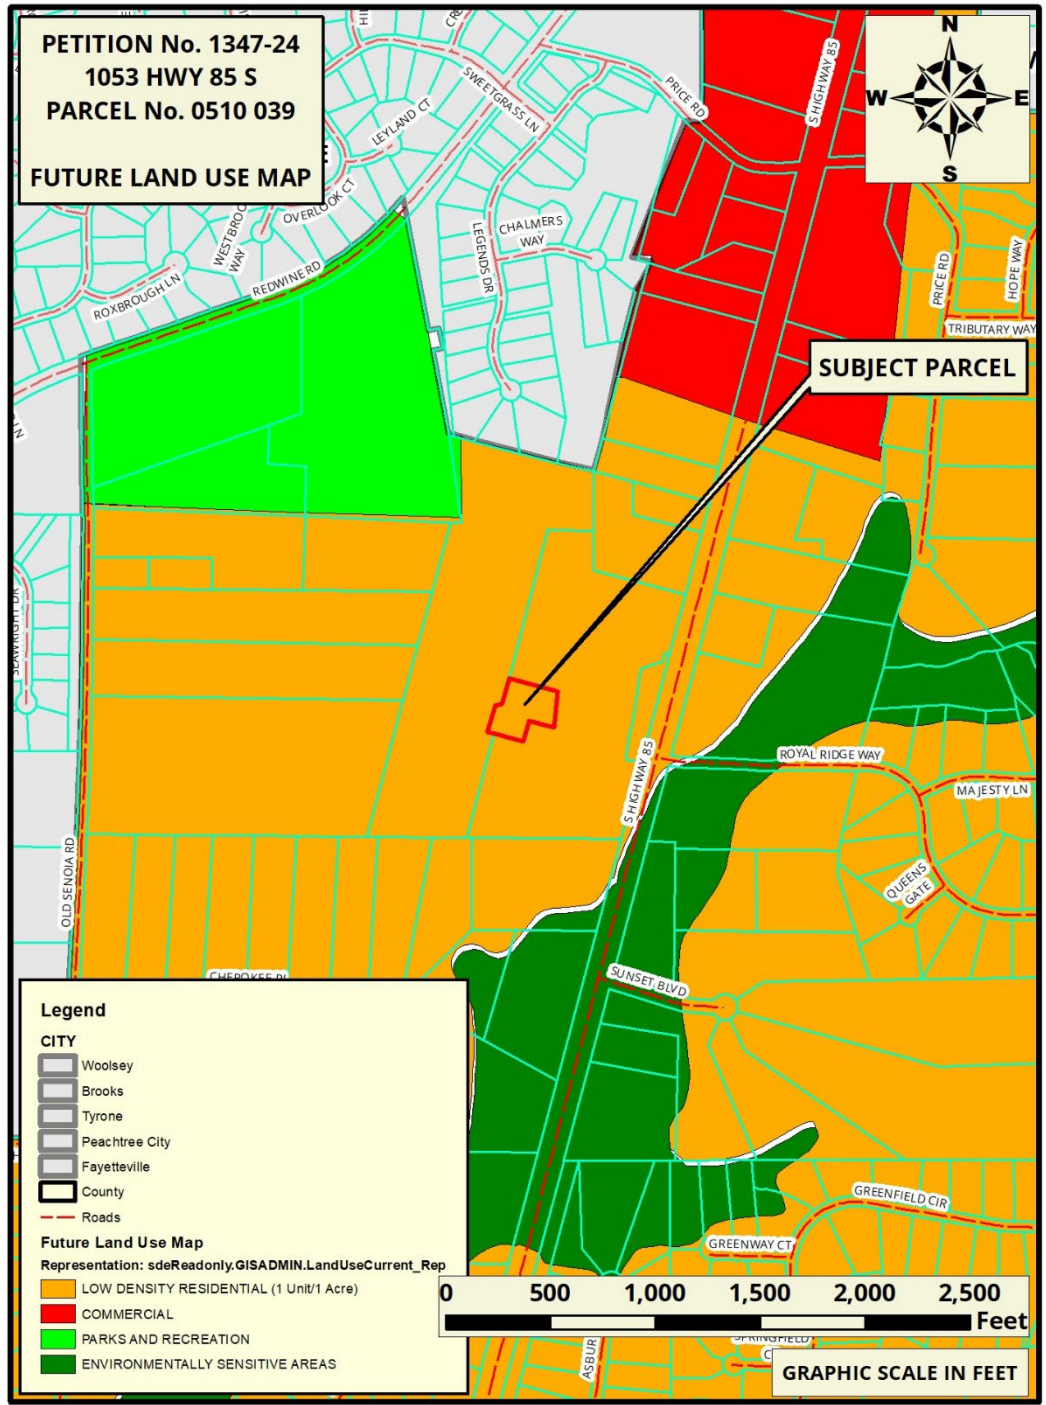 PETITION No. 1347-24
1053 HWY 85 S
PARCEL No. 0510 039
FUTURE LAND USE MAP
N
W
E
S
S HIGHWAY 85
PRICE RD
SWEETGRASS LN
LEYLAND CT
OVERLOOK CT
WAY
CHALMERS
WAY
LEGENDS DR
REDWINE RD
ROXBROUGH LN
PRICE RD
HOPE WAY
TRIBUTARY WAY
SUBJECT PARCEL
LN
SEAWRIGHT DR
S HIGHWAY 85
ROYAL RIDGE WAY
MAJESTY LN
QUEENS
GATE
OLD SENOIA RD
SUNSET BLVD
GREENFIELD CIR
GREENWAY CT
Legend
CITY
Woolsey
Brooks
Tyrone
Peachtree City
Fayetteville
County
Roads
Future Land Use Map
Representation: sdeReadonly.GISADMIN.LandUseCurrent_Rep
LOW DENSITY RESIDENTIAL (1 Unit/1 Acre)
COMMERCIAL
PARKS AND RECREATION
ENVIRONMENTALLY SENSITIVE AREAS
0 500 1,000 1,500 2,000 2,500
Feet
GRAPHIC SCALE IN FEET